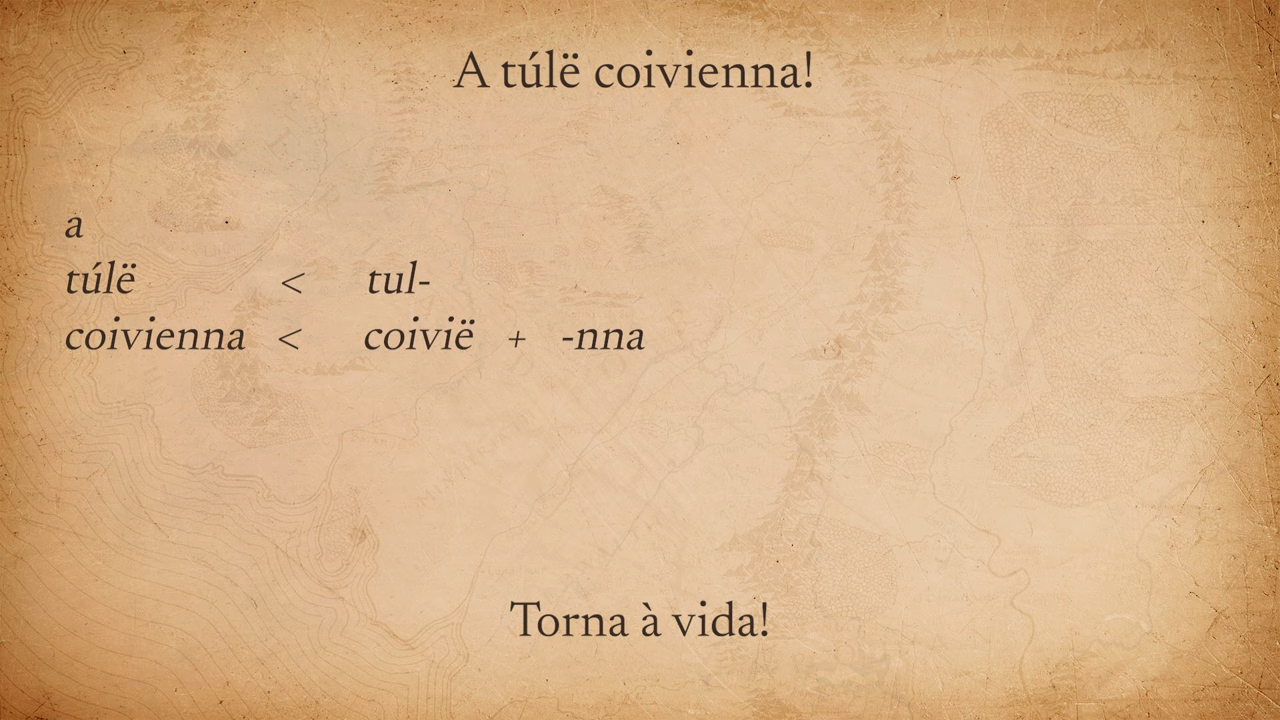 A túlë coivienna!
a
túlë < tul-
coivienna < coivië + -nna
Torna à vida!